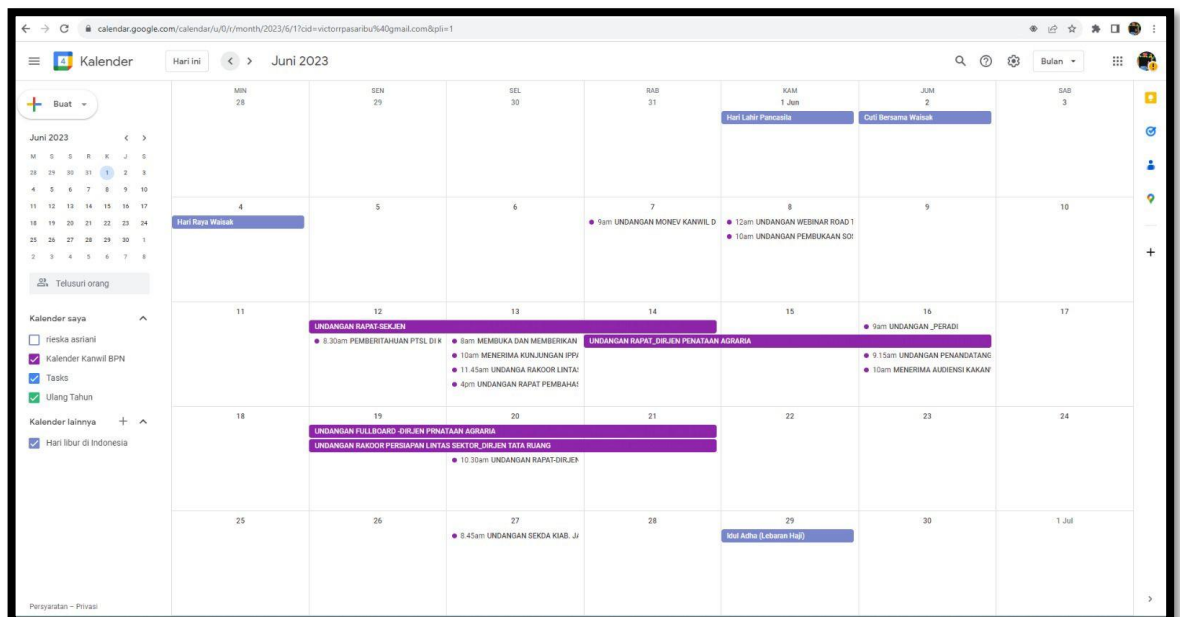 calendar.google.com/calendar/u/0/r/month/2023/6/1?cid=victorrpasaribu%40gmail.com&pli=1
4 Kalender
Hari ini
Juni 2023
Bulan
Buat
Juni 2023
M S S R K J S
28 29 30 31 1 2 3
4 5 6 7 8 9 10
11 12 13 14 15 16 17
18 19 20 21 22 23 24
25 26 27 28 29 30 1
2 3 4 5 6 7 8
Telusuri orang
Kalender saya
rieska asriani
Kalender Kanwil BPN
Tasks
Ulang Tahun
Kalender lainnya
Hari libur di Indonesia
Persyaratan – Privasi
MIN SEN SEL RAB KAM JUM SAB
28 29 30 31 1 Jun 2 3
Hari Lahir Pancasila Cuti Bersama Waisak
4 5 6 7 8 9 10
Hari Raya Waisak 9am UNDANGAN MONEV KANWIL D 12am UNDANGAN WEBINAR ROAD T
10am UNDANGAN PEMBUKAAN SOS
11 12 13 14 15 16 17
UNDANGAN RAPAT-SEKJEN 9am UNDANGAN _PERADI
8.30am PEMBERITAHUAN PTSL DI K 8am MEMBUKA DAN MEMBERIKAN UNDANGAN RAPAT_DIRJEN PENATAAN AGRARIA
10am MENERIMA KUNJUNGAN IPPA 9.15am UNDANGAN PENANDATANG
11.45am UNDANGA RAKOOR LINTAS 10am MENERIMA AUDIENSI KAKAN
4pm UNDANGAN RAPAT PEMBAHAS
18 19 20 21 22 23 24
UNDANGAN FULLBOARD -DIRJEN PRNATAAN AGRARIA
UNDANGAN RAKOOR PERSIAPAN LINTAS SEKTOR_DIRJEN TATA RUANG
10.30am UNDANGAN RAPAT-DIRJEN
25 26 27 28 29 30 1 Jul
8.45am UNDANGAN SEKDA KIAB. JA Idul Adha (Lebaran Haji)